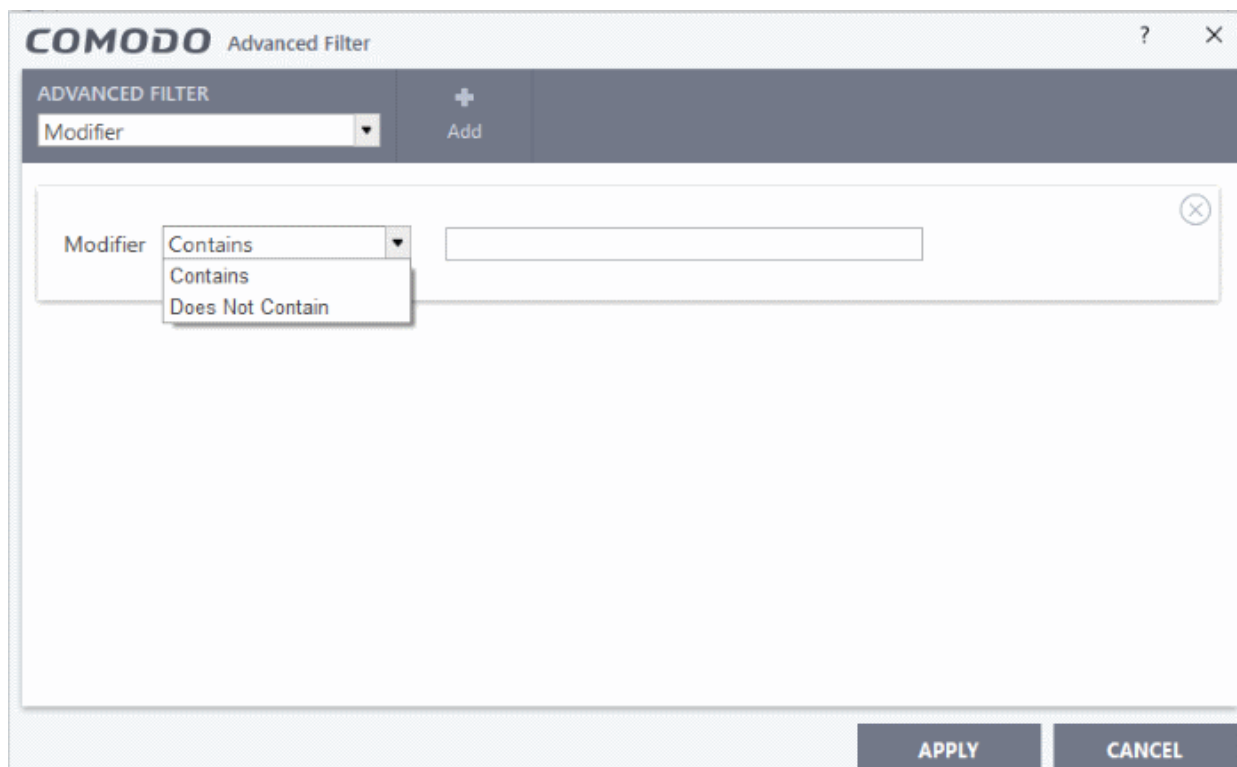 COMODO Advanced Filter ?
ADVANCED FILTER
Modifier
Add
Modifier Contains
Contains
Does Not Contain
APPLY CANCEL